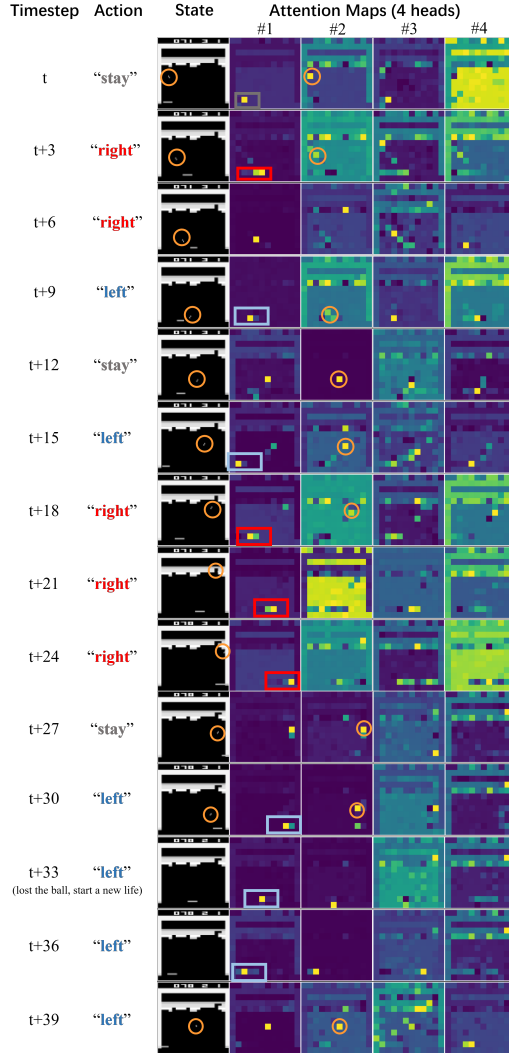 Timestep Action State Attention Maps (4 heads)
#1 #2 #3 #4
t “stay”
t+3 “right”
t+6 “right”
t+9 “left”
t+12 “stay”
t+15 “left”
t+18 “right”
t+21 “right”
t+24 “right”
t+27 “stay”
t+30 “left”
t+33 “left”
(lost the ball, start a new life)
t+36 “left”
t+39 “left”